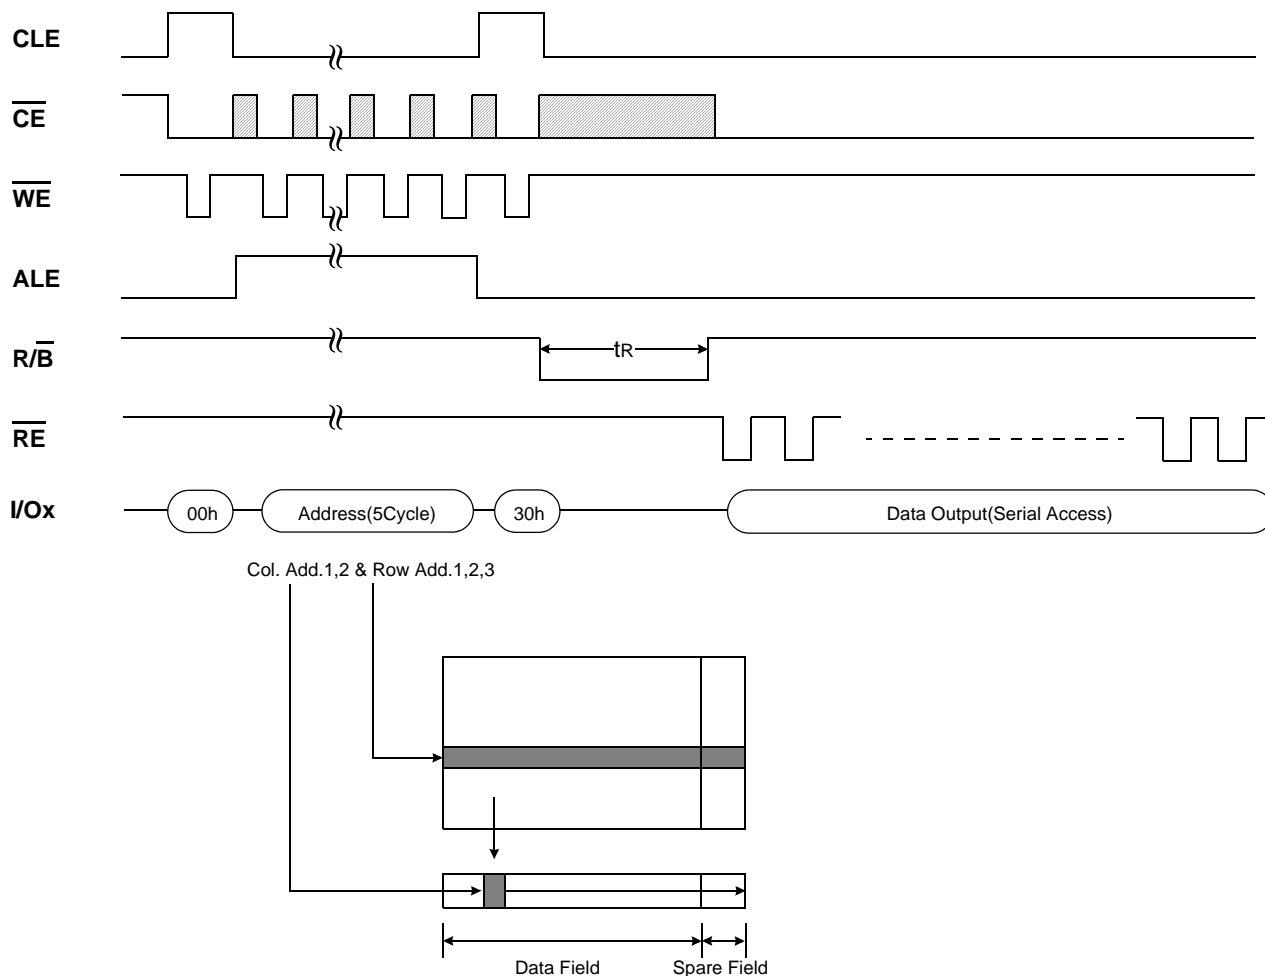 CLE
CE
WE
ALE
R/B
tR
RE
I/Ox
00h
Address(5Cycle)
30h
Data Output(Serial Access)
Col. Add.1,2 & Row Add.1,2,3
Data Field
Spare Field